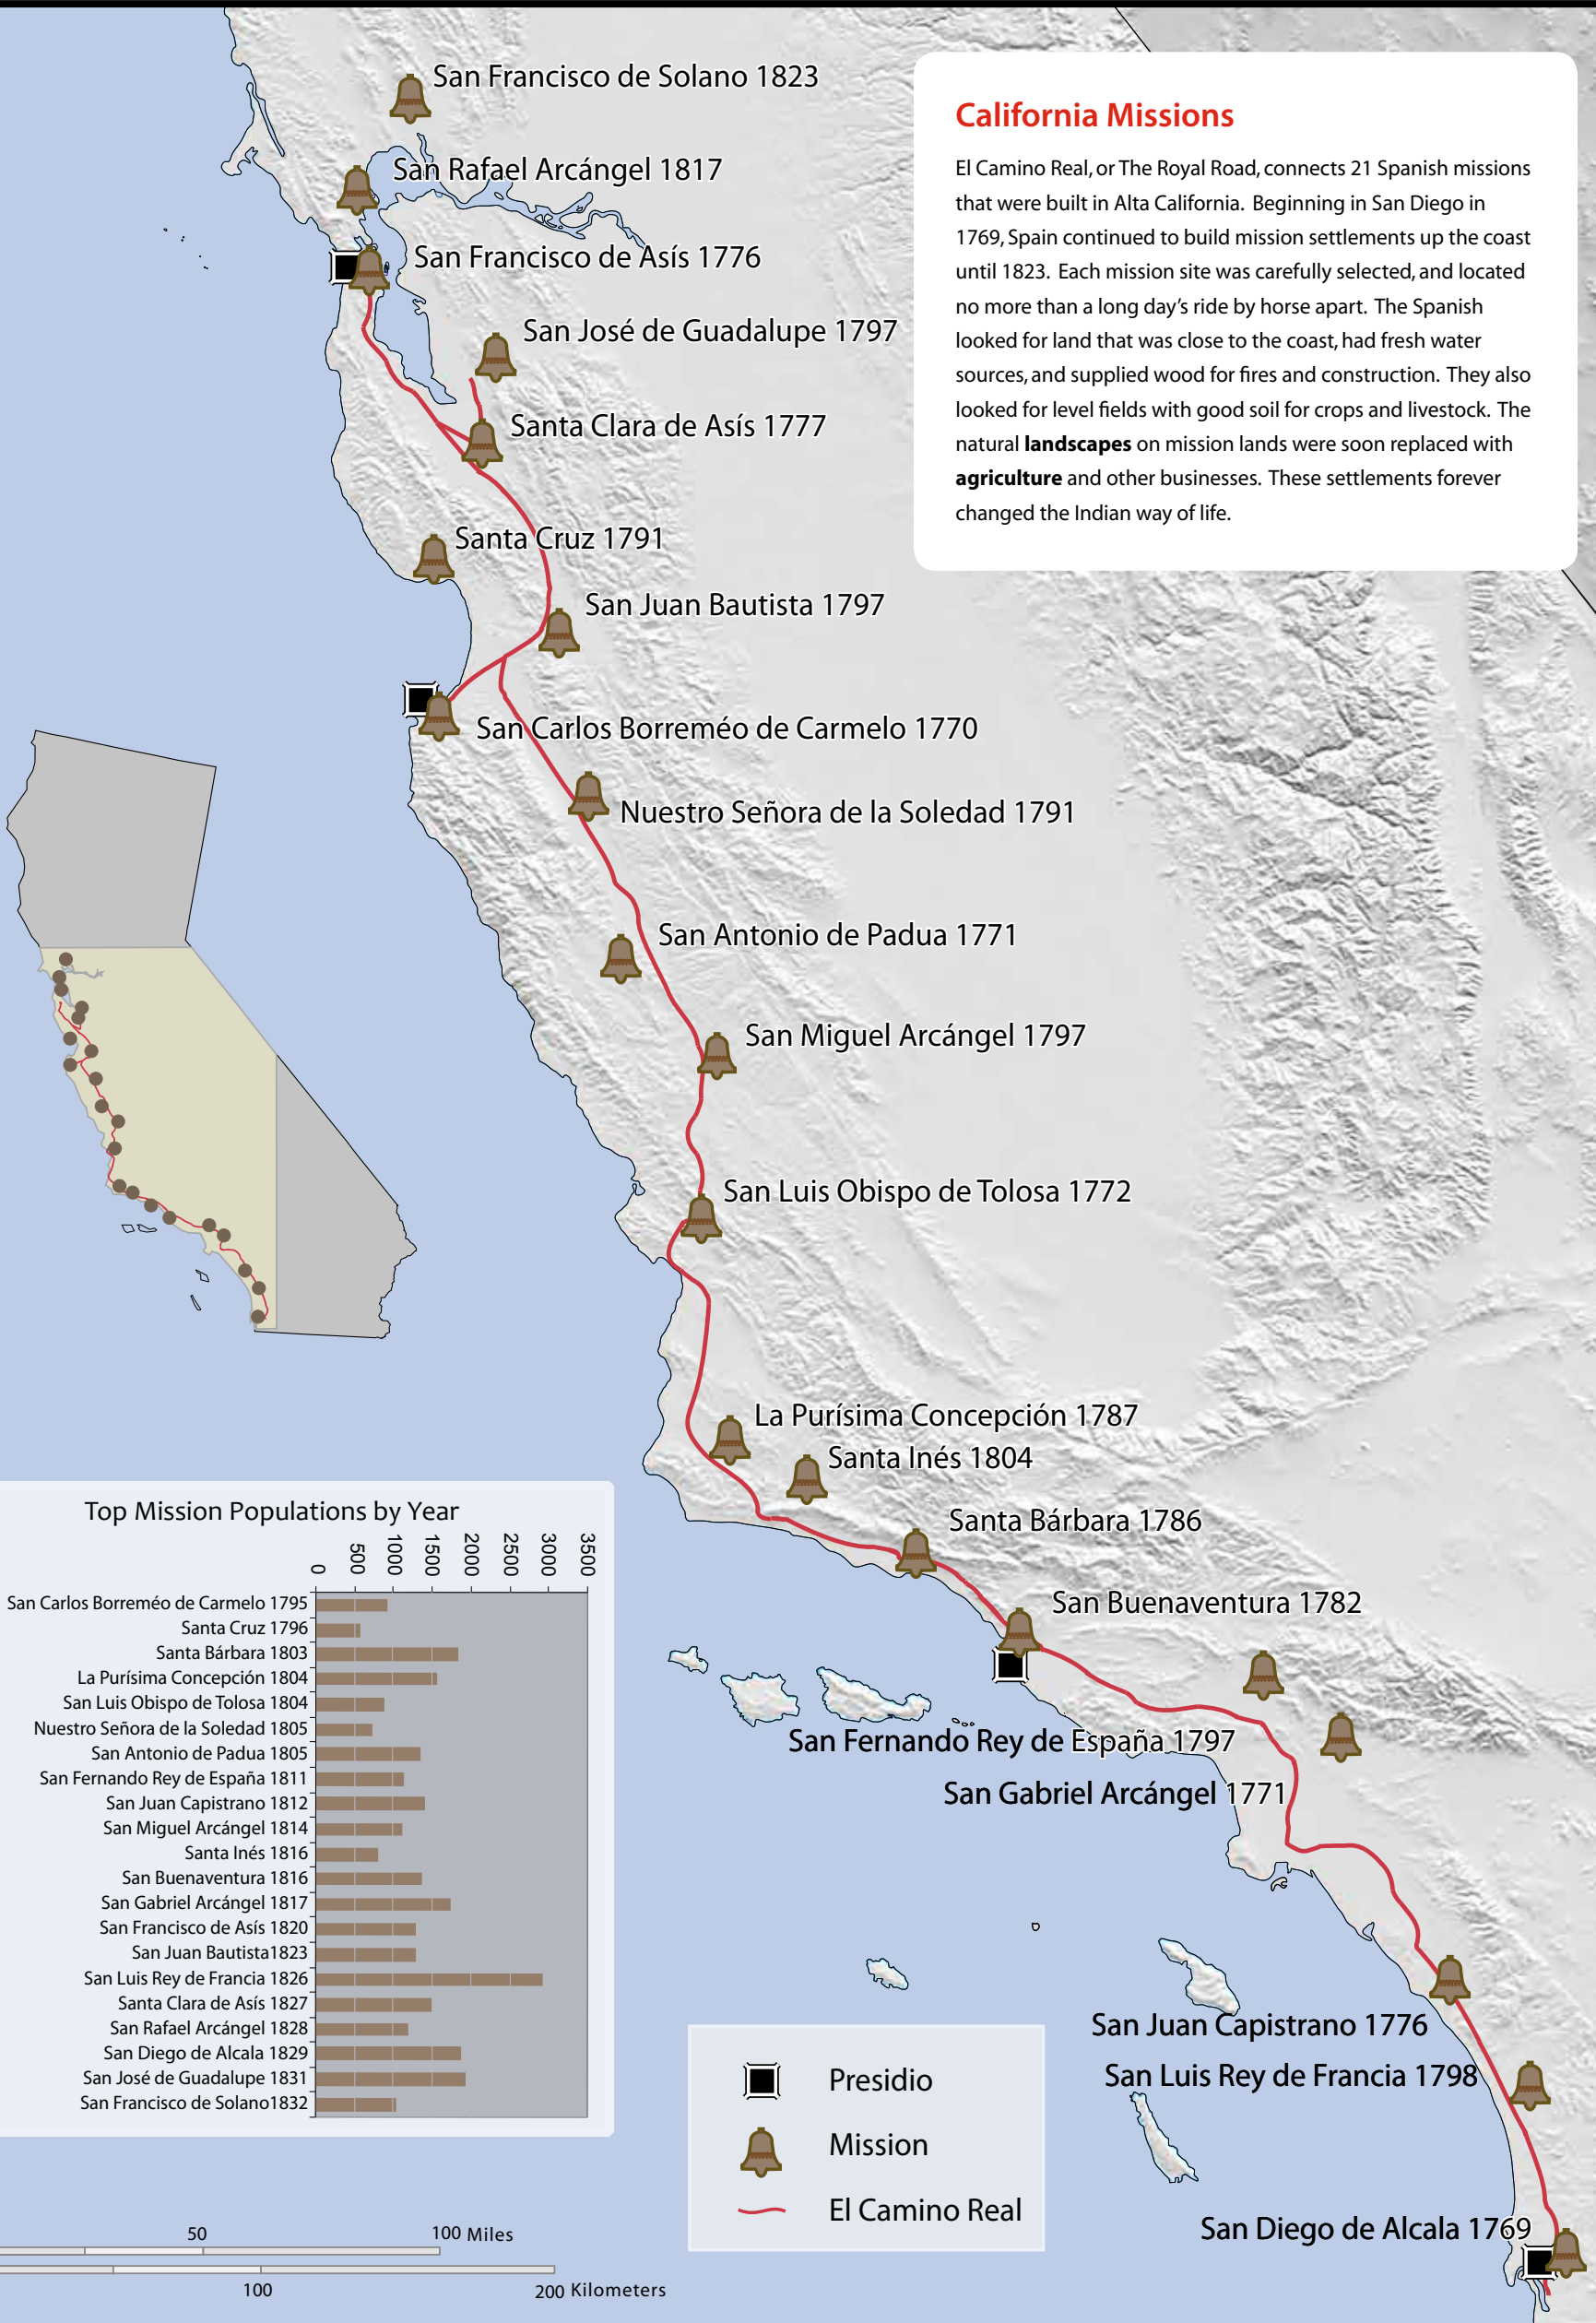 San Francisco de Solano 1823
San Rafael Arcángel 1817
San Francisco de Asís 1776
San José de Guadalupe 1797
Santa Clara de Asís 1777
Santa Cruz 1791
San Juan Bautista 1797
San Carlos Borreméo de Carmelo 1770
Nuestro Señora de la Soledad 1791
San Antonio de Padua 1771
San Miguel Arcángel 1797
San Luis Obispo de Tolosa 1772
La Purísima Concepción 1787
Santa Inés 1804
Santa Bárbara 1786
San Buenaventura 1782
San Fernando Rey de España 1797
San Gabriel Arcángel 1771
San Juan Capistrano 1776
San Luis Rey de Francia 1798
San Diego de Alcala 1769
California Missions
El Camino Real, or The Royal Road, connects 21 Spanish missions
that were built in Alta California. Beginning in San Diego in
1769, Spain continued to build mission settlements up the coast
until 1823. Each mission site was carefully selected, and located
no more than a long day's ride by horse apart. The Spanish
looked for land that was close to the coast, had fresh water
sources, and supplied wood for fires and construction. They also
looked for level fields with good soil for crops and livestock. The
natural landscapes on mission lands were soon replaced with
agriculture and other businesses. These settlements forever
changed the Indian way of life.
Top Mission Populations by Year
0 500 1000 1500 2000 2500 3000 3500
San Carlos Borreméo de Carmelo 1795
Santa Cruz 1796
Santa Bárbara 1803
La Purísima Concepción 1804
San Luis Obispo de Tolosa 1804
Nuestro Señora de la Soledad 1805
San Antonio de Padua 1805
San Fernando Rey de España 1811
San Juan Capistrano 1812
San Miguel Arcángel 1814
Santa Inés 1816
San Buenaventura 1816
San Gabriel Arcángel 1817
San Francisco de Asís 1820
San Juan Bautista1823
San Luis Rey de Francia 1826
Santa Clara de Asís 1827
San Rafael Arcángel 1828
San Diego de Alcala 1829
San José de Guadalupe 1831
San Francisco de Solano1832
Presidio
Mission
El Camino Real
50 100 Miles
100 200 Kilometers